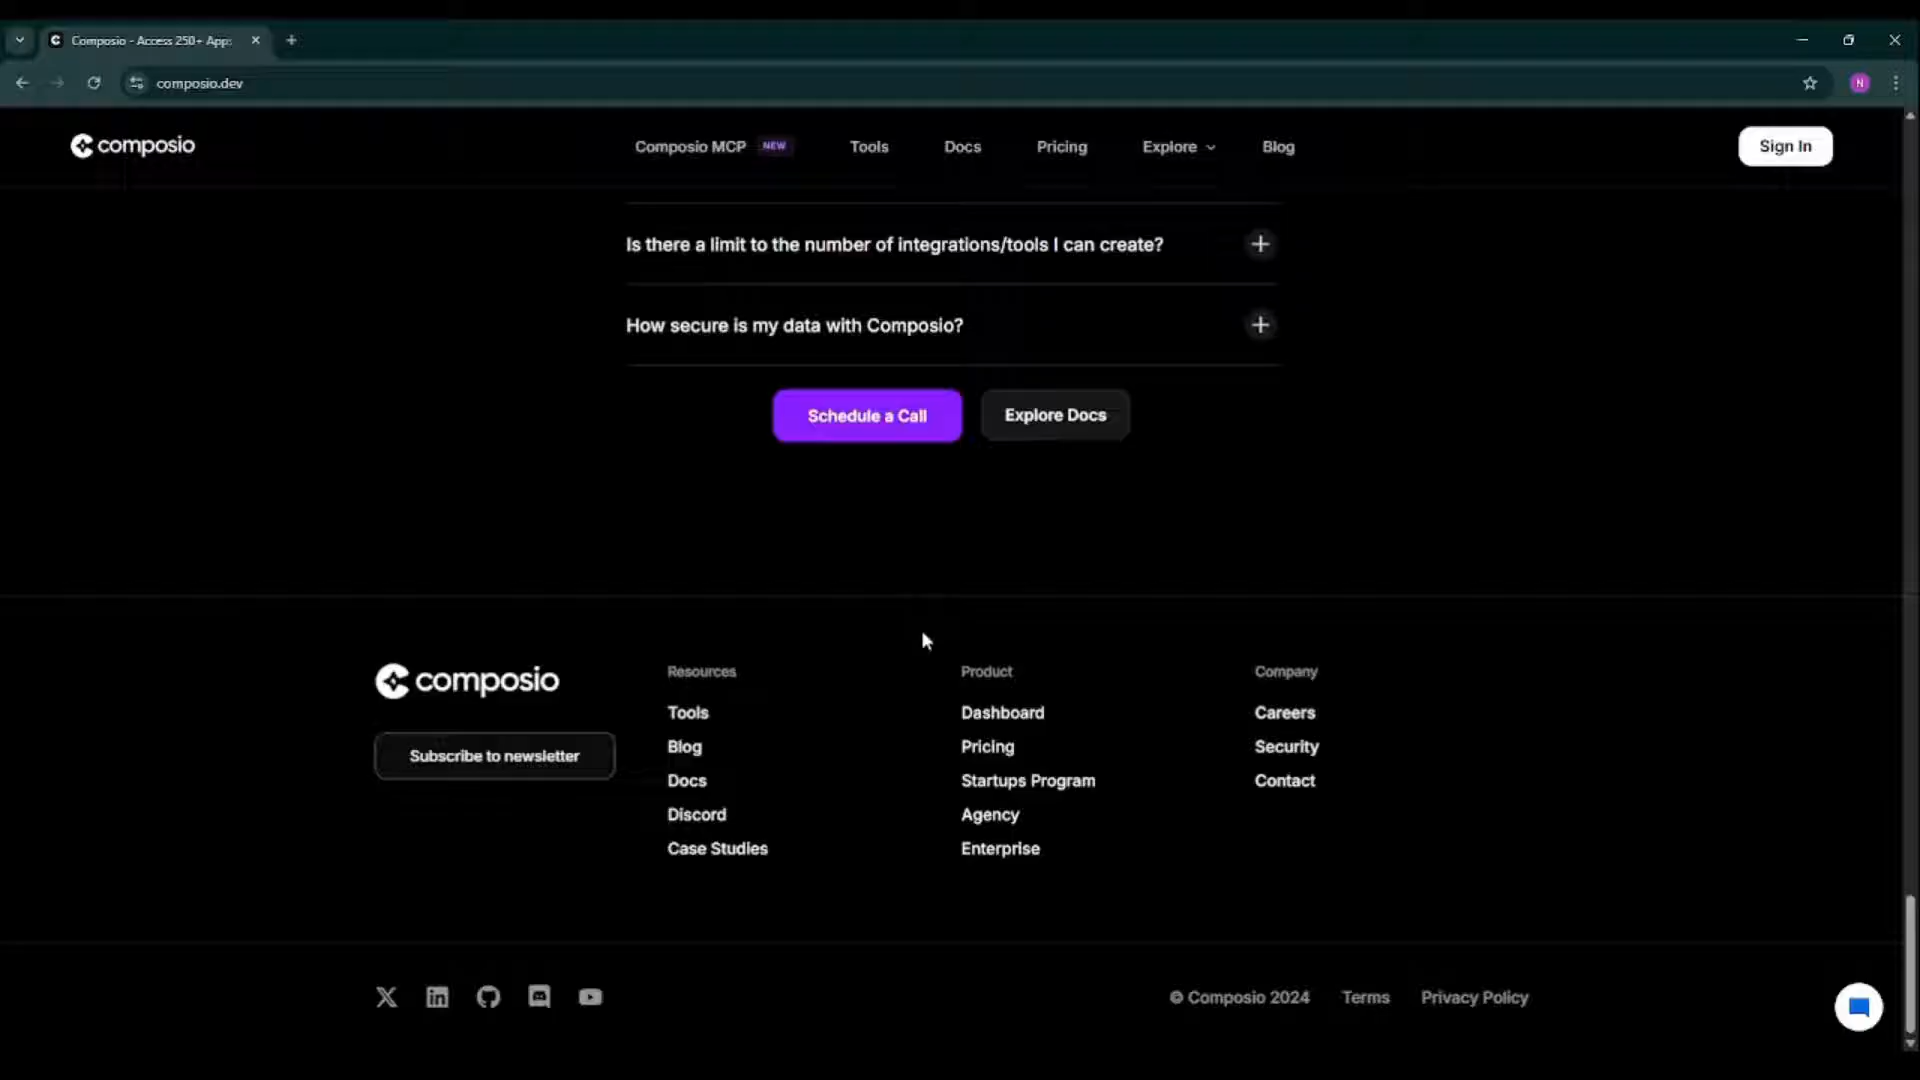 Composio - Access 250+ App
composio.dev
composio
Composio MCP NEW
Tools
Docs
Pricing
Explore
Blog
Sign In
N
Is there a limit to the number of integrations/tools I can create?
How secure is my data with Composio?
Schedule a Call
Explore Docs
composio
Subscribe to newsletter
Resources
Tools
Blog
Docs
Discord
Case Studies
Product
Dashboard
Pricing
Startups Program
Agency
Enterprise
Company
Careers
Security
Contact
© Composio 2024
Terms
Privacy Policy